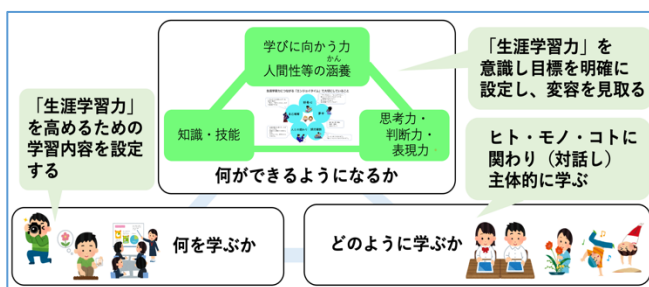 学びに向かう力
人間性等の涵養
かん
知識・技能
思考力・
判断力・
表現力
何ができるようになるか
「生涯学習力」を
意識し目標を明確に
設定し、変容を見取る
「生涯学習力」
を高めるための
学習内容を設定
する
ヒト・モノ・コトに
関わり(対話し)
主体的に学ぶ
何を学ぶか
どのように学ぶか